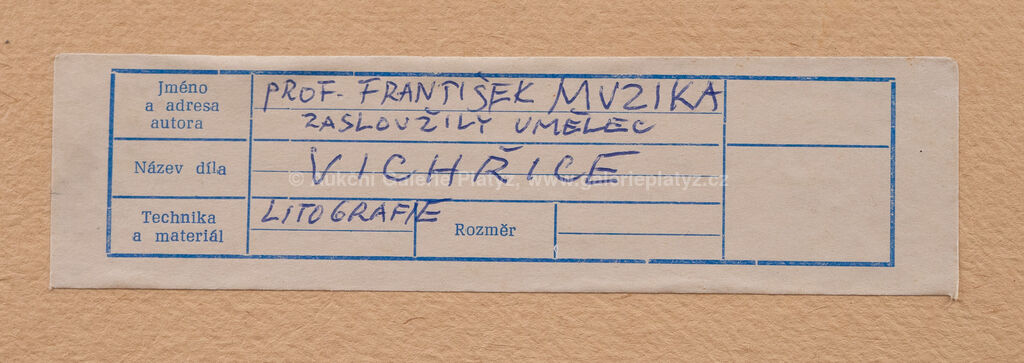 Jméno
a adresa
autora
PROF. FRANTIŠEK MUZIKA
ZASLOUŽILÝ UMĚLEC
Název díla
VICHŘICE
© Aukční Galerie Platýz, www.galerieplatyz.cz
Technika
a materiál
LITOGRAFIE
Rozměr